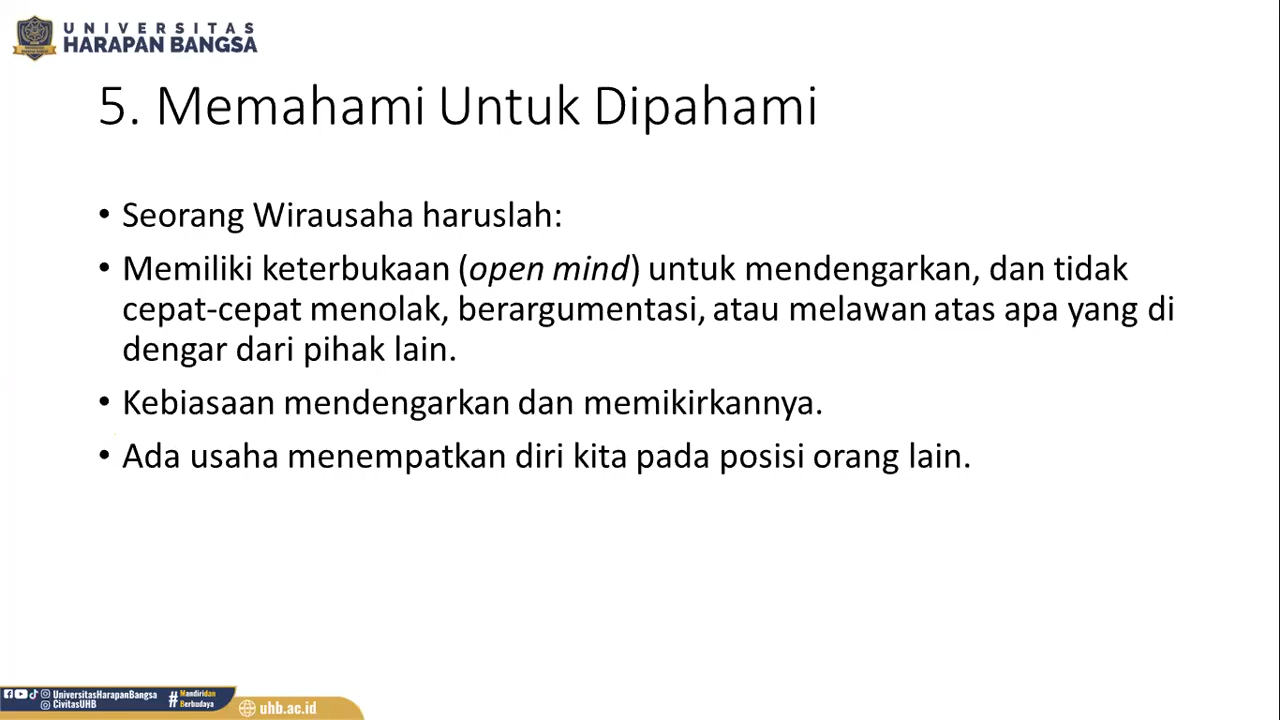 UNIVERSITAS
HARAPAN BANGSA
5. Memahami Untuk Dipahami
• Seorang Wirausaha haruslah:
• Memiliki keterbukaan (open mind) untuk mendengarkan, dan tidak
cepat-cepat menolak, berargumentasi, atau melawan atas apa yang di
dengar dari pihak lain.
• Kebiasaan mendengarkan dan memikirkannya.
• Ada usaha menempatkan diri kita pada posisi orang lain.
UniversitasHarapanBangsa
CivitasUHB
# Mandiridan
Berbudaya
uhb.ac.id